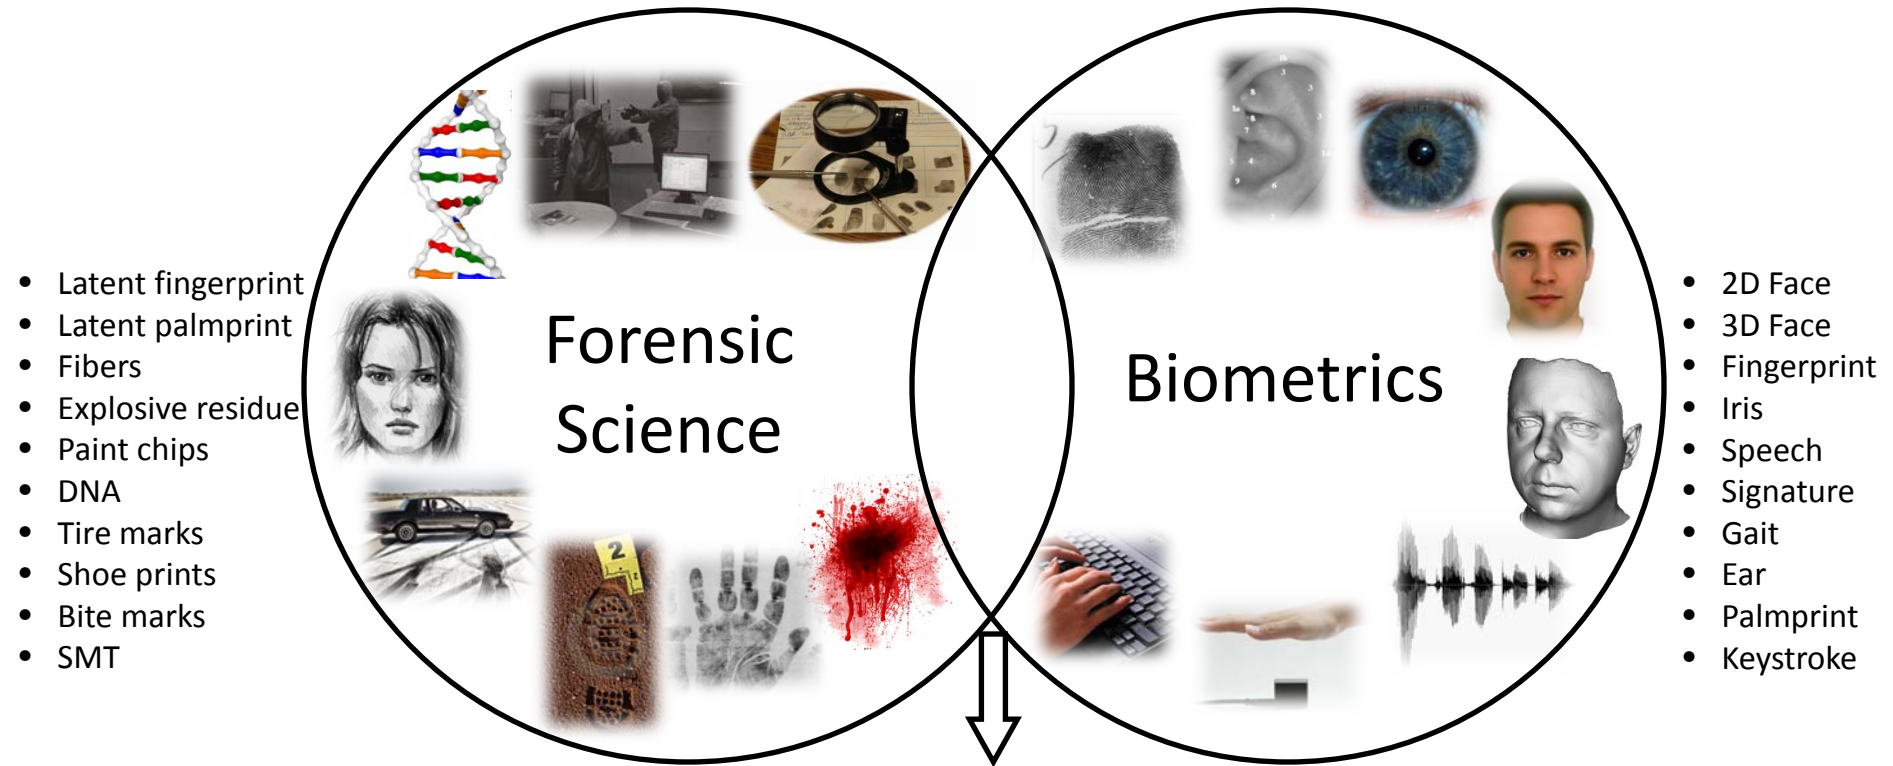 Latent fingerprint
Latent palmprint
Fibers
Explosive residue
Paint chips
DNA
Tire marks
Shoe prints
Bite marks
SMT
Forensic
Science
2
Biometrics
2D Face
3D Face
Fingerprint
Iris
Speech
Signature
Gait
Ear
Palmprint
Keystroke